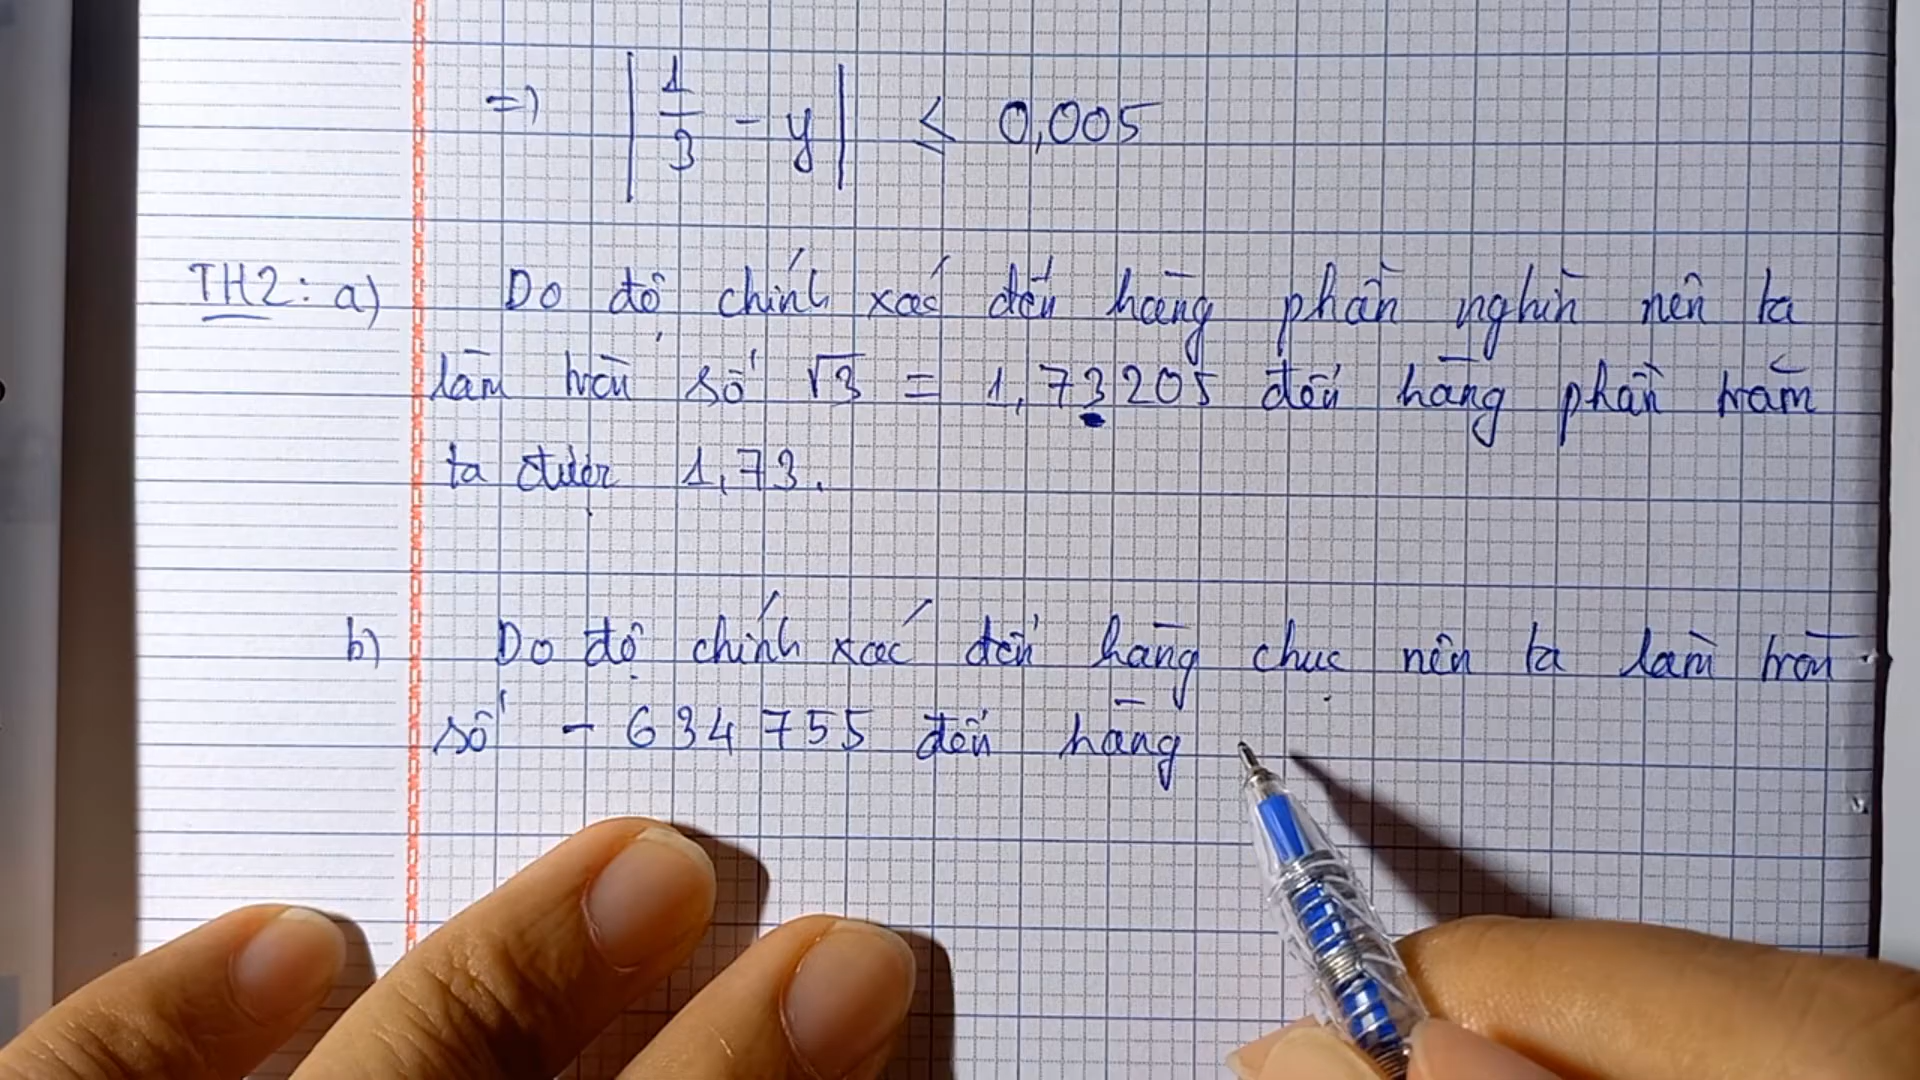 => | 1/3 - y | ≤ 0,005
TH2: a) Do độ chính xác đến hàng phần nghìn nên ta
làm tròn số √3 = 1,73205 đến hàng phần trăm
ta được 1,73.
b) Do độ chính xác đến hàng chục nên ta làm tròn
số - 634 755 đến hàng